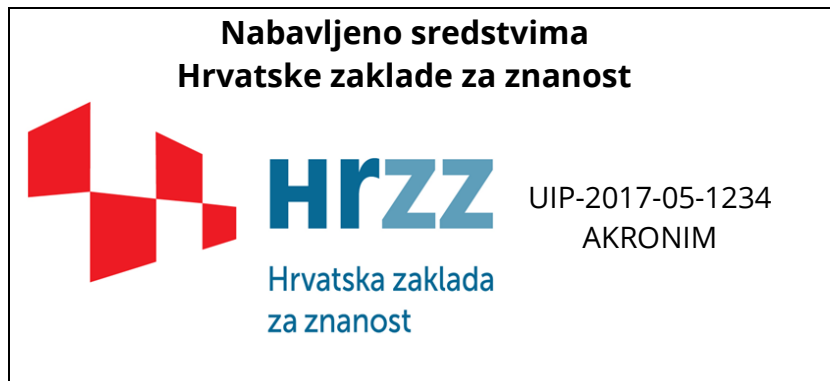 Nabavljeno sredstvima
Hrvatske zaklade za znanost
HrZZ
Hrvatska zaklada
za znanost
UIP-2017-05-1234
AKRONIM